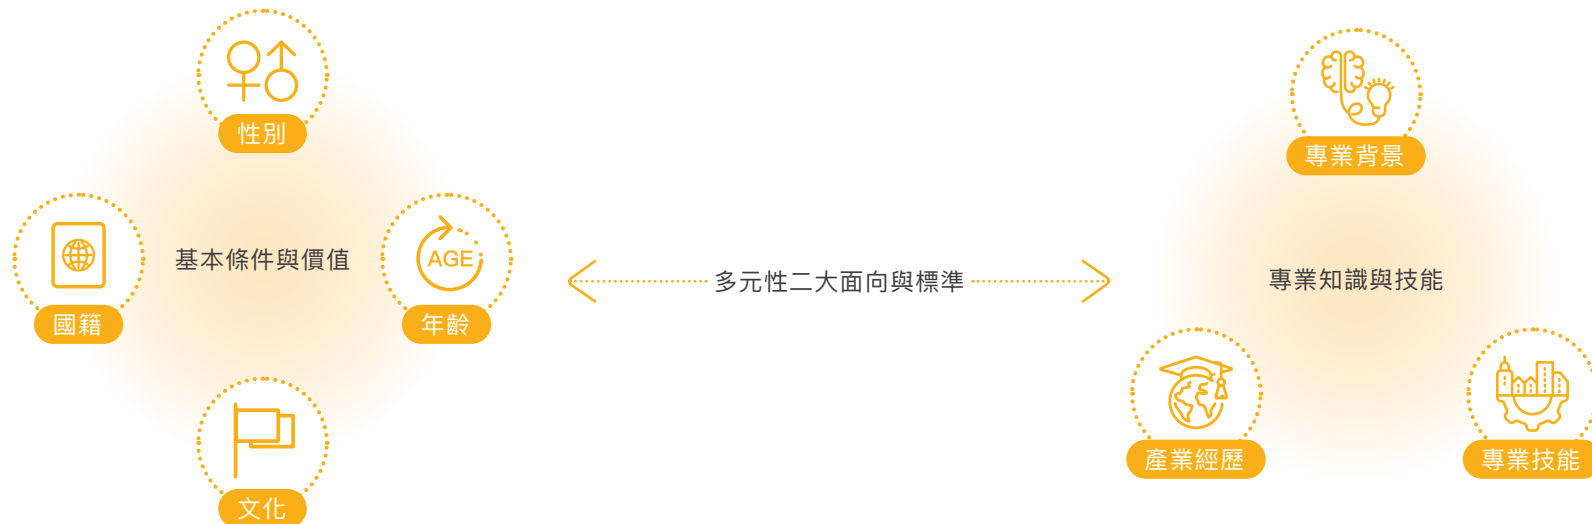 性別
國籍
基本條件與價值
AGE
年齡
文化
多元性二大面向與標準
專業背景
專業知識與技能
產業經歷
專業技能